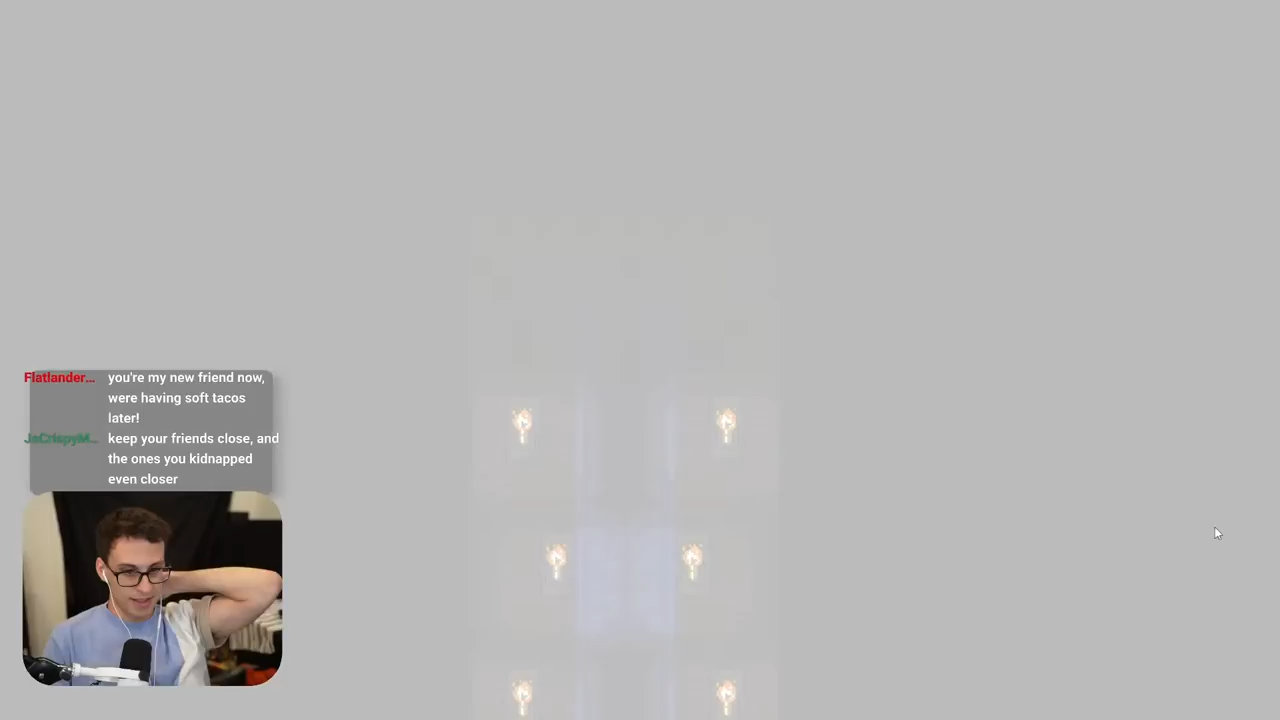 Flatlander... you're my new friend now,
were having soft tacos
later!
JaCrispyM... keep your friends close, and
the ones you kidnapped
even closer